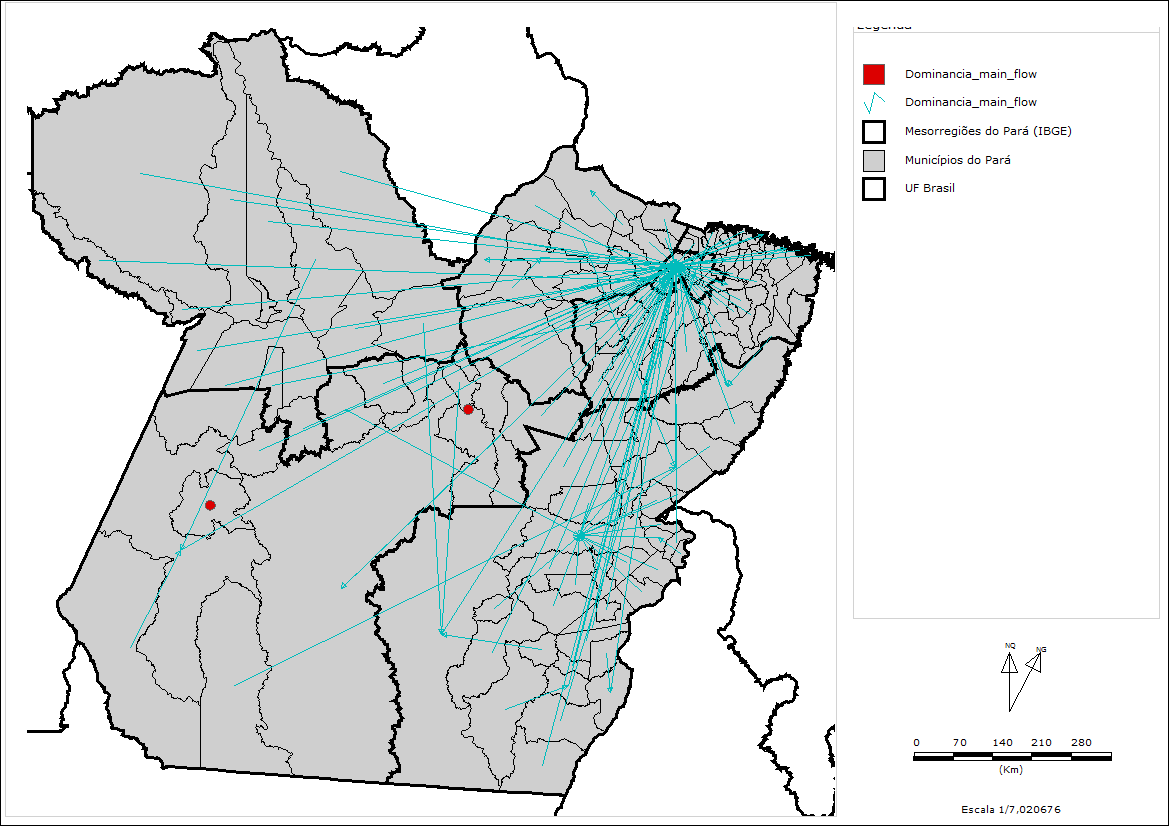 Legenda
Dominancia_main_flow
Dominancia_main_flow
Mesorregiões do Pará (IBGE)
Municípios do Pará
UF Brasil
NQ NG
0 70 140 210 280
(Km)
Escala 1/7,020676